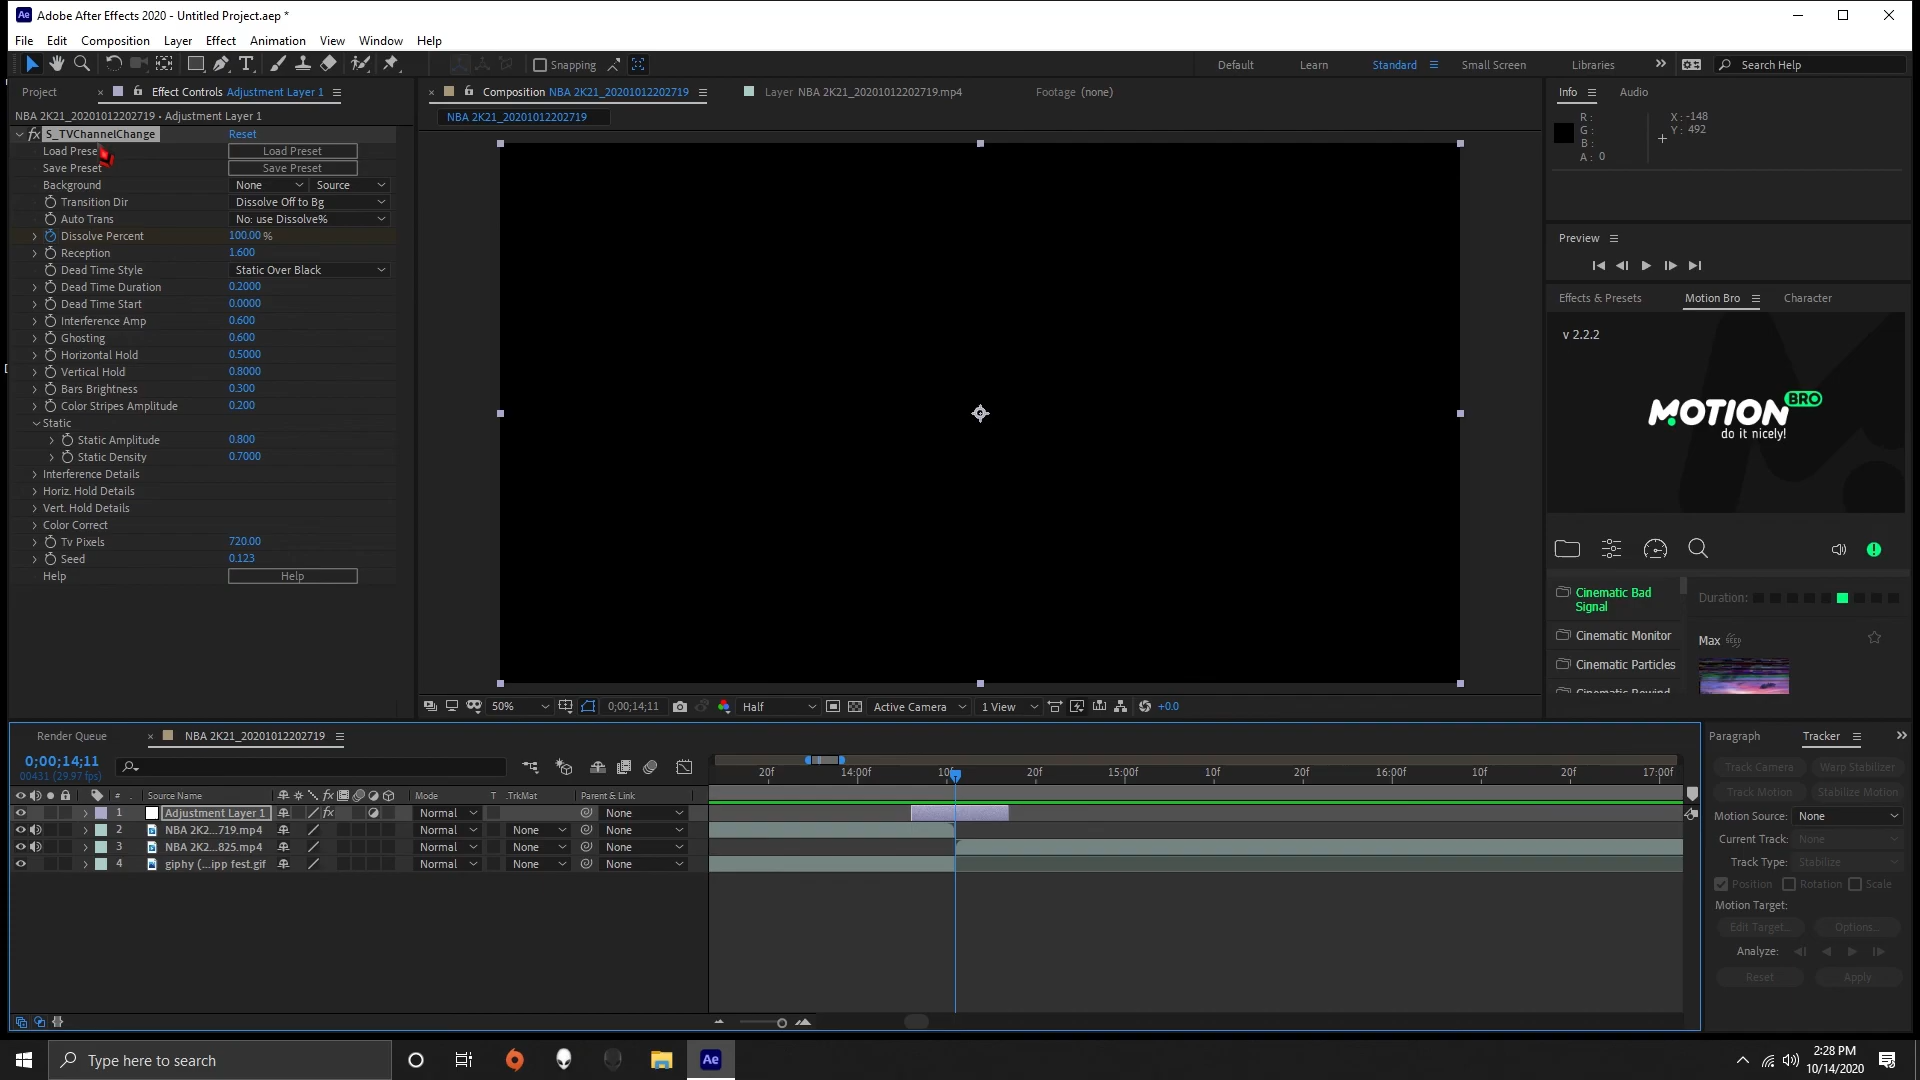 Adobe After Effects 2020 - Untitled Project.aep *
File Edit Composition Layer Effect Animation View Window Help
Snapping Default Learn Standard Small Screen Libraries Search Help
Project Effect Controls Adjustment Layer 1
NBA 2K21_20201012202719 • Adjustment Layer 1
fx S_TVChannelChange Reset
Load Prese Load Preset
Save Preset Save Preset
Background None Source
Transition Dir Dissolve Off to Bg
Auto Trans No: use Dissolve%
Dissolve Percent 100.00 %
Reception 1.600
Dead Time Style Static Over Black
Dead Time Duration 0.2000
Dead Time Start 0.0000
Interference Amp 0.600
Ghosting 0.600
Horizontal Hold 0.5000
Vertical Hold 0.8000
Bars Brightness 0.300
Color Stripes Amplitude 0.200
Static
Static Amplitude 0.800
Static Density 0.7000
Interference Details
Horiz. Hold Details
Vert. Hold Details
Color Correct
Tv Pixels 720.00
Seed 0.123
Help Help
Composition NBA 2K21_20201012202719 Layer NBA 2K21_20201012202719.mp4 Footage (none)
NBA 2K21_20201012202719
50% 0;00;14;11 Half Active Camera 1 View +0.0
Info Audio
R: X: -148
G: Y: 492
B:
A: 0
Preview
Effects & Presets Motion Bro Character
v 2.2.2
MOTION BRO
do it nicely!
Cinematic Bad
Signal
Cinematic Monitor
Cinematic Particles
Cinematic Rewind
Duration:
Max SEED
Render Queue NBA 2K21_20201012202719
0;00;14;11
00431 (29.97 fps)
20f 14:00f 10f 20f 15:00f 10f 20f 16:00f 10f 20f 17:00f
# Source Name fx Mode T .TrkMat Parent & Link
1 Adjustment Layer 1 fx Normal None
2 NBA 2K2...719.mp4 Normal None None
3 NBA 2K2...825.mp4 Normal None None
4 giphy (...ipp fest.gif Normal None None
Paragraph Tracker
Track Camera Warp Stabilizer
Track Motion Stabilize Motion
Motion Source: None
Current Track: None
Track Type: Stabilize
Position Rotation Scale
Motion Target:
Edit Target... Options...
Analyze:
Reset Apply
Type here to search
Ae
2:28 PM
10/14/2020